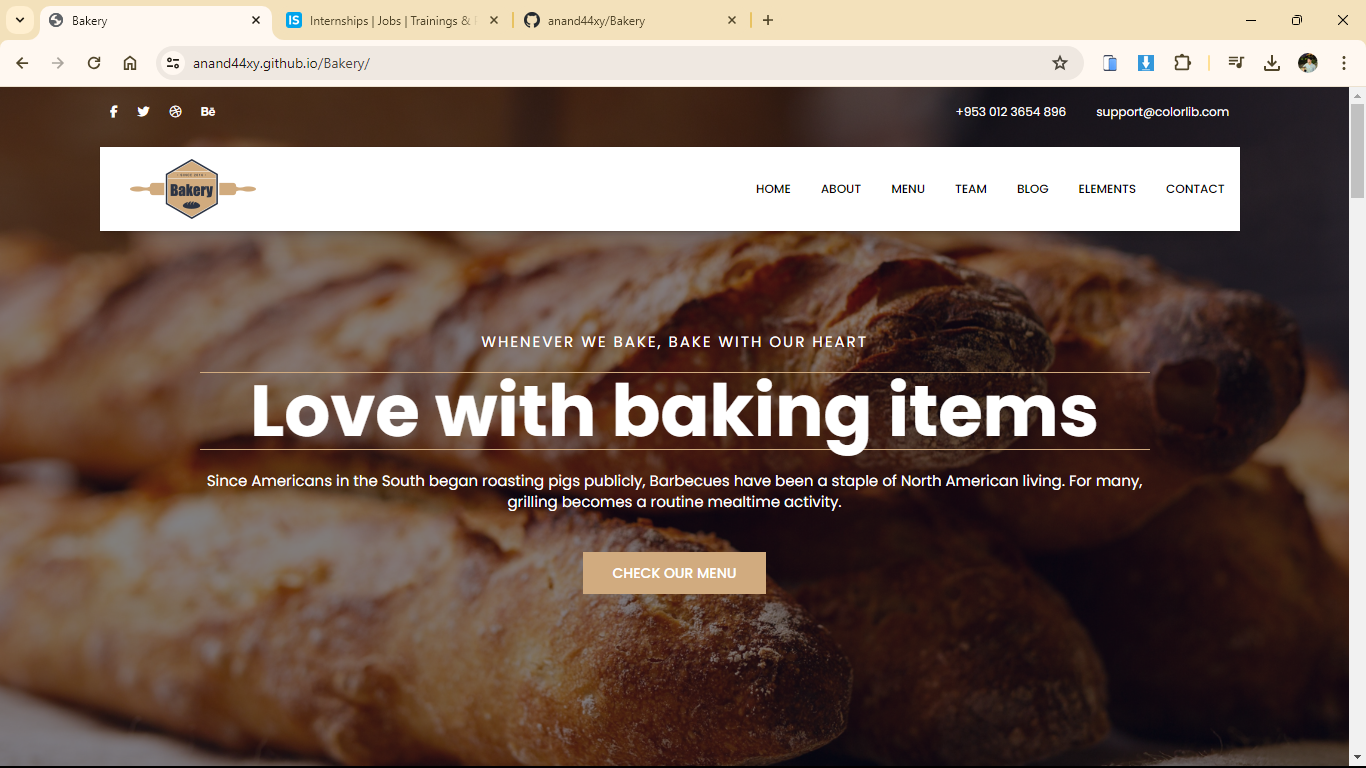 Bakery
Internships | Jobs | Trainings &
anand44xy/Bakery
anand44xy.github.io/Bakery/
+953 012 3654 896
support@colorlib.com
Bakery
HOME
ABOUT
MENU
TEAM
BLOG
ELEMENTS
CONTACT
WHENEVER WE BAKE, BAKE WITH OUR HEART
Love with baking items
Since Americans in the South began roasting pigs publicly, Barbecues have been a staple of North American living. For many,
grilling becomes a routine mealtime activity.
CHECK OUR MENU